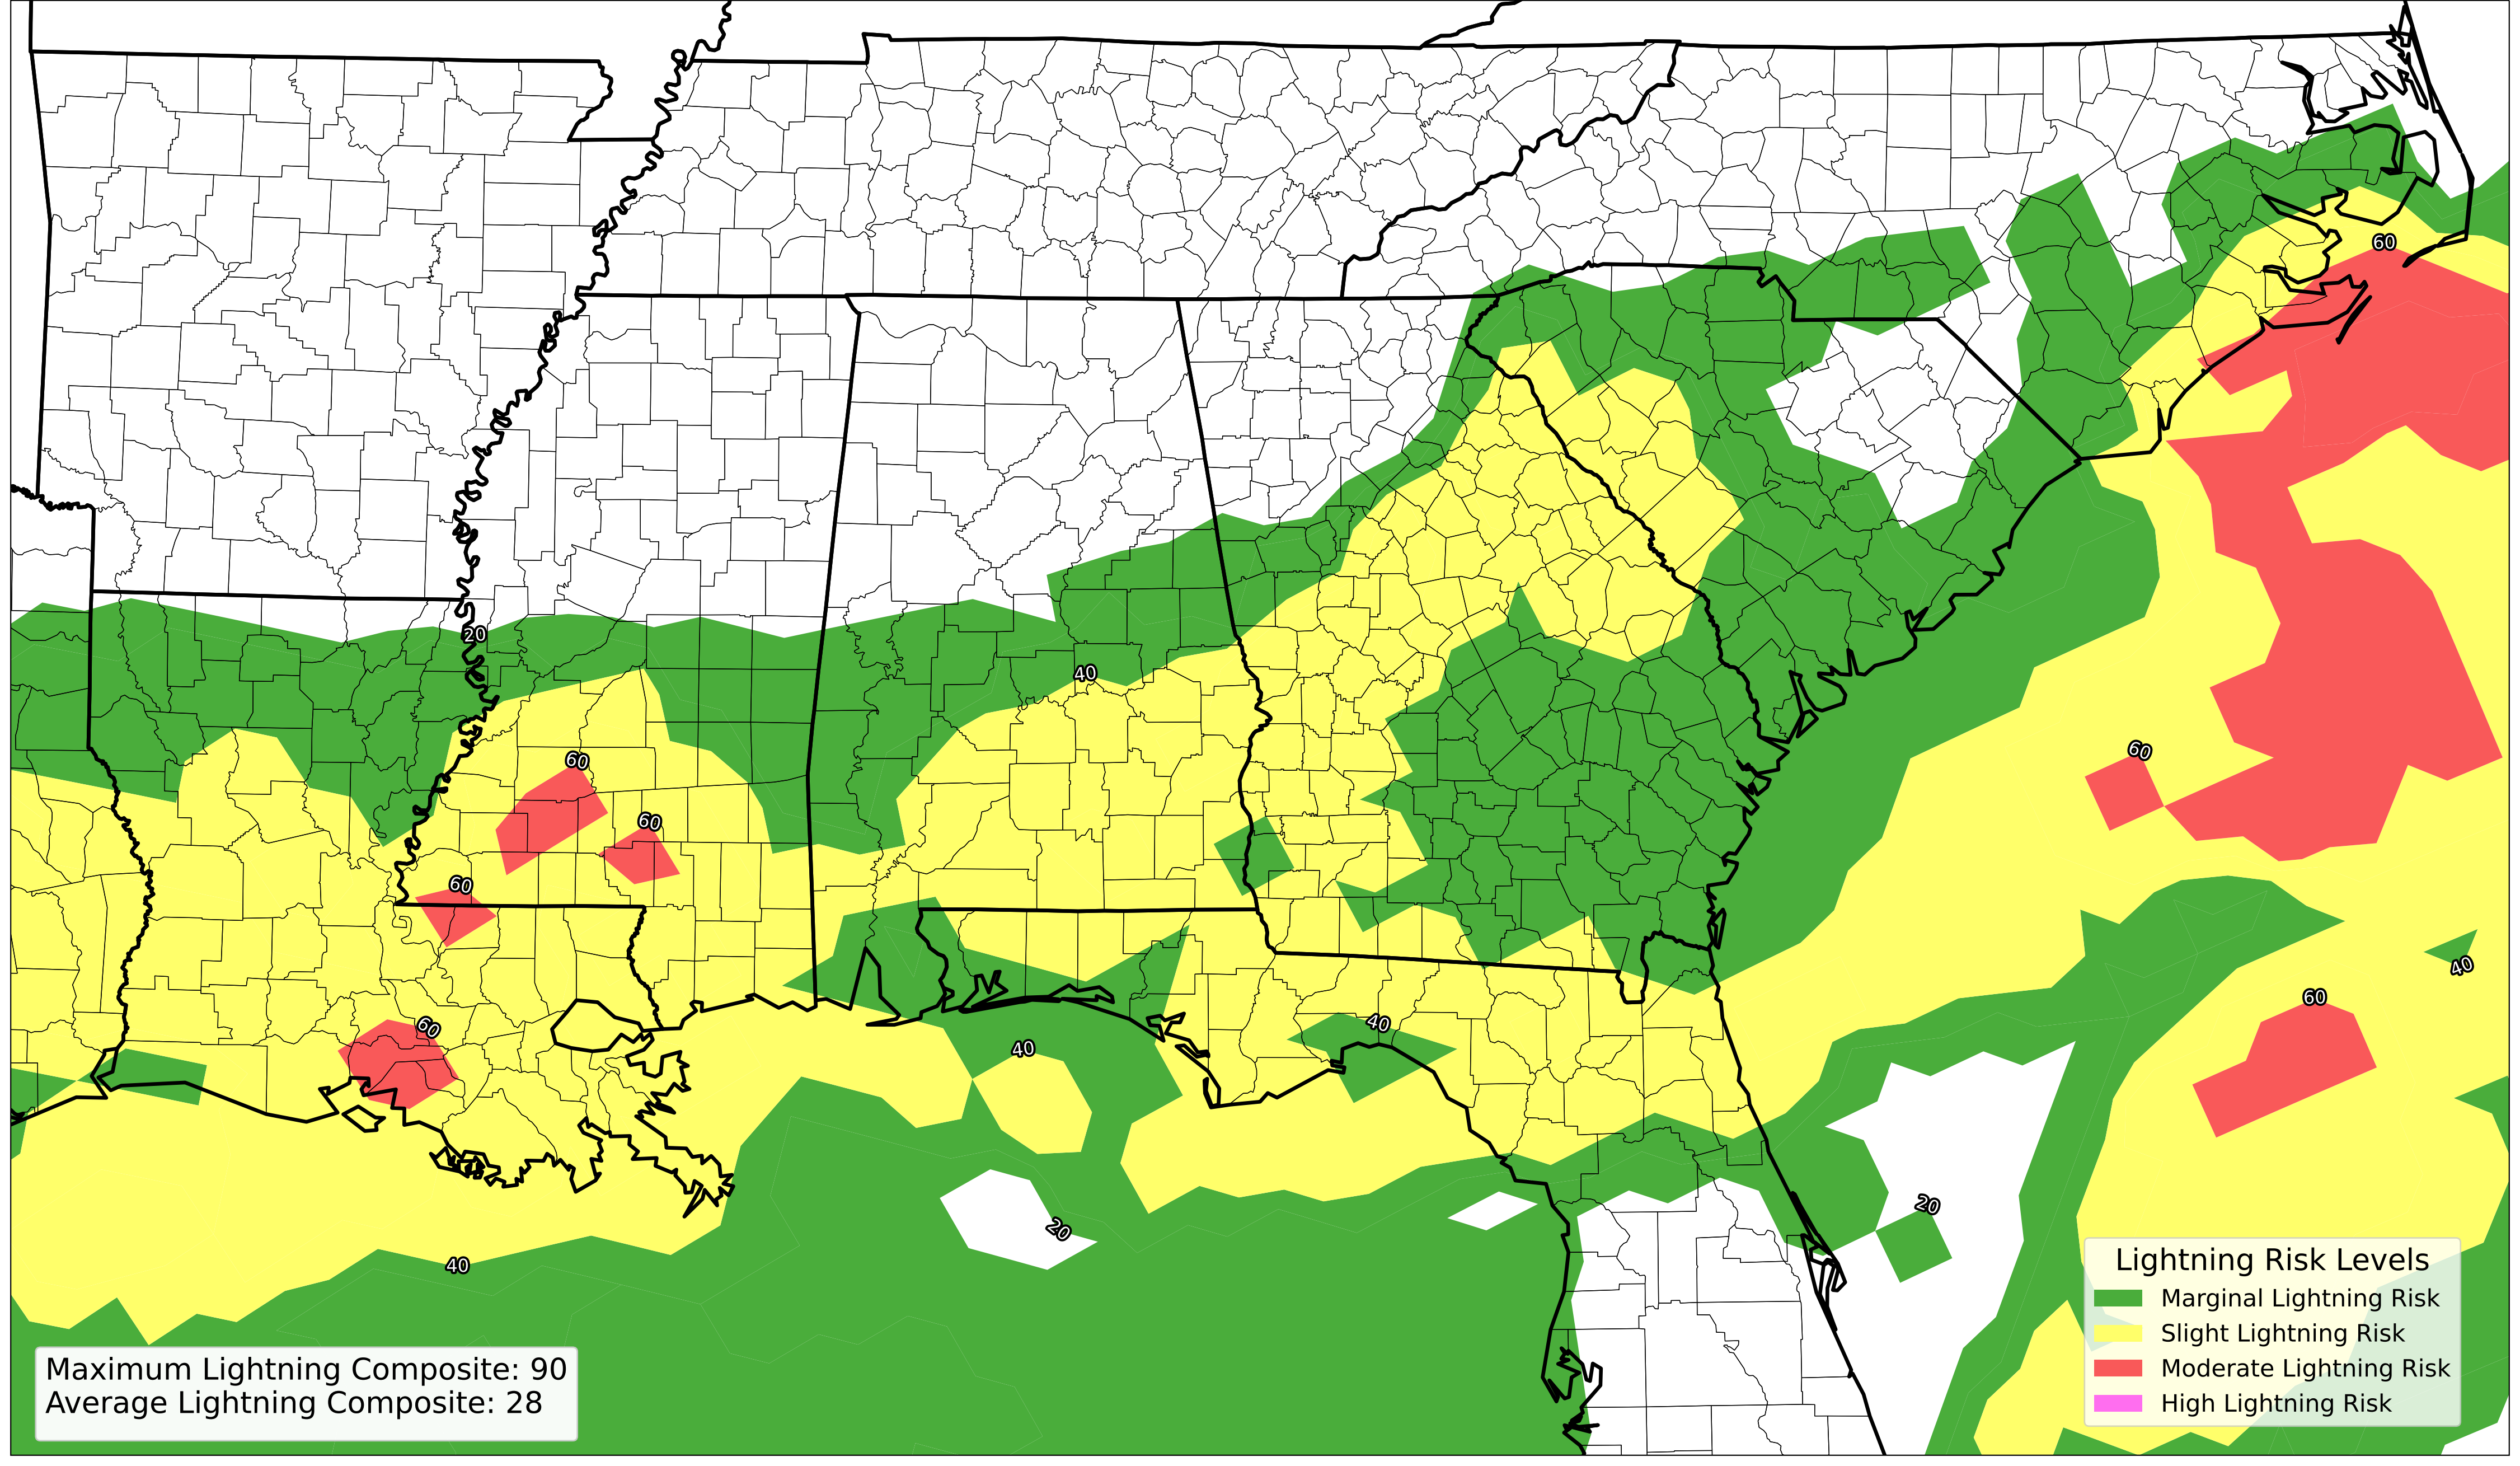 60
20
40
60
60
60
60
40
60
60
40
40
20
20
40
Lightning Risk Levels
Marginal Lightning Risk
Slight Lightning Risk
Moderate Lightning Risk
High Lightning Risk
Maximum Lightning Composite: 90
Average Lightning Composite: 28